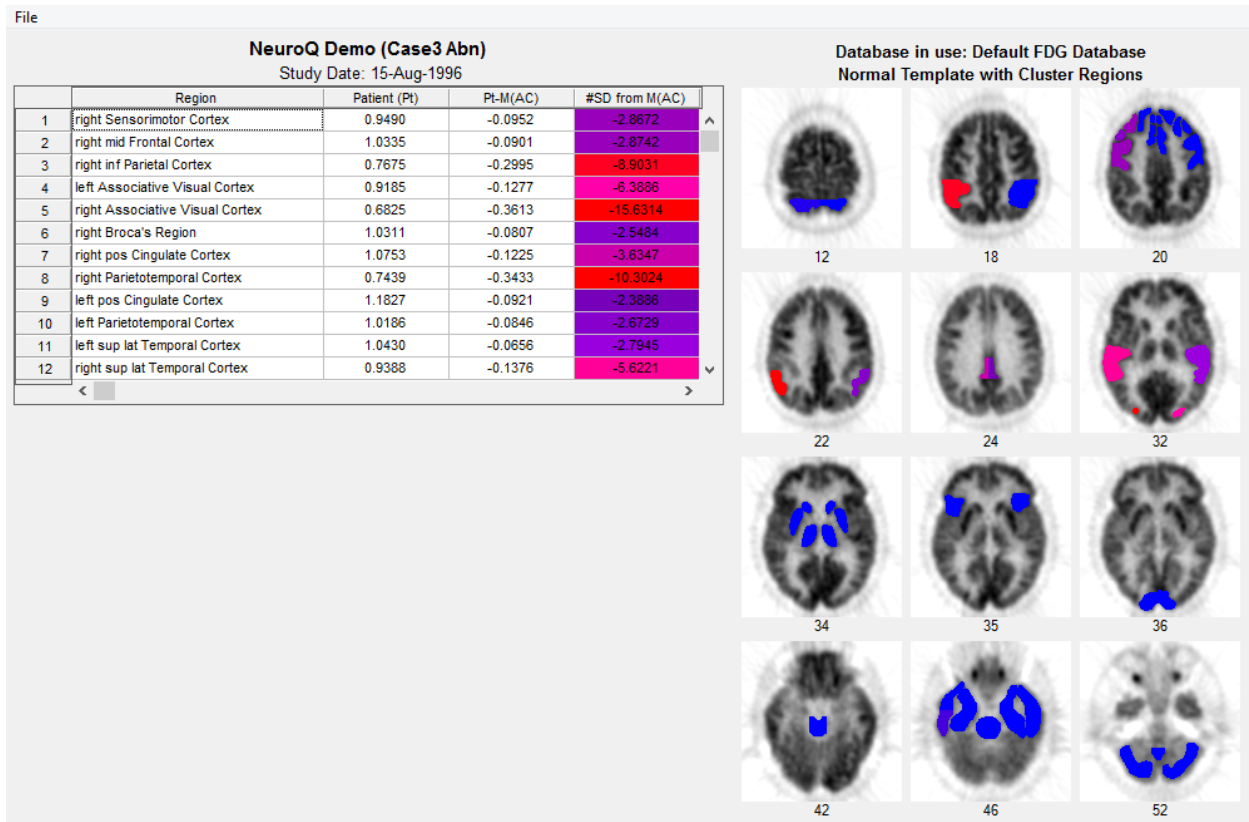 File
NeuroQ Demo (Case3 Abn)
Study Date: 15-Aug-1996
Region Patient (Pt) Pt-M(AC) #SD from M(AC)
1 right Sensorimotor Cortex 0.9490 -0.0952 -2.8672
2 right mid Frontal Cortex 1.0335 -0.0901 -2.8742
3 right inf Parietal Cortex 0.7675 -0.2995 -8.9031
4 left Associative Visual Cortex 0.9185 -0.1277 -6.3886
5 right Associative Visual Cortex 0.6825 -0.3613 -15.6314
6 right Broca's Region 1.0311 -0.0807 -2.5484
7 right pos Cingulate Cortex 1.0753 -0.1225 -3.6347
8 right Parietotemporal Cortex 0.7439 -0.3433 -10.3024
9 left pos Cingulate Cortex 1.1827 -0.0921 -2.3886
10 left Parietotemporal Cortex 1.0186 -0.0846 -2.6729
11 left sup lat Temporal Cortex 1.0430 -0.0656 -2.7945
12 right sup lat Temporal Cortex 0.9388 -0.1376 -5.6221
Database in use: Default FDG Database
Normal Template with Cluster Regions
12 18 20
22 24 32
34 35 36
42 46 52